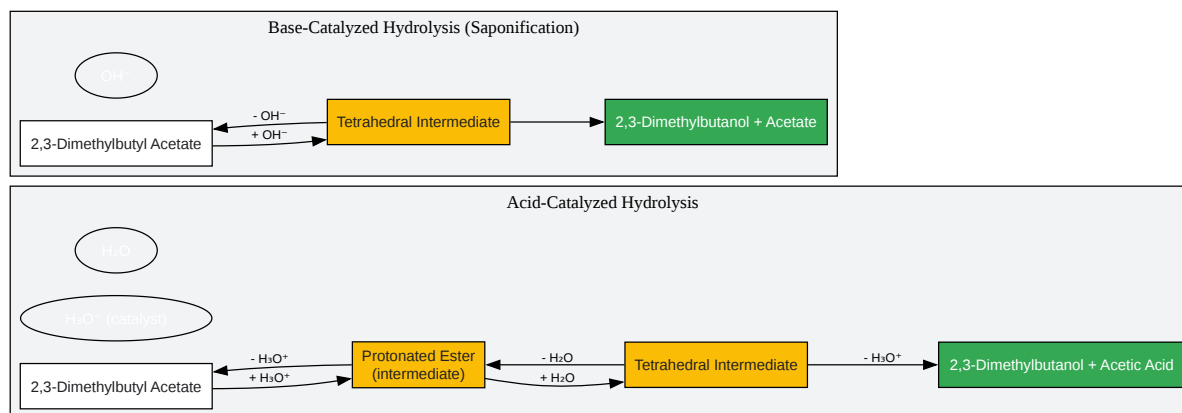 Base-Catalyzed Hydrolysis (Saponification)
OH⁻
- OH⁻
+ OH⁻
2,3-Dimethylbutyl Acetate
Tetrahedral Intermediate
2,3-Dimethylbutanol + Acetate
Acid-Catalyzed Hydrolysis
H₂O
H₃O⁺ (catalyst)
2,3-Dimethylbutyl Acetate
- H₃O⁺
+ H₃O⁺
Protonated Ester
(intermediate)
- H₂O
+ H₂O
Tetrahedral Intermediate
- H₃O⁺
2,3-Dimethylbutanol + Acetic Acid